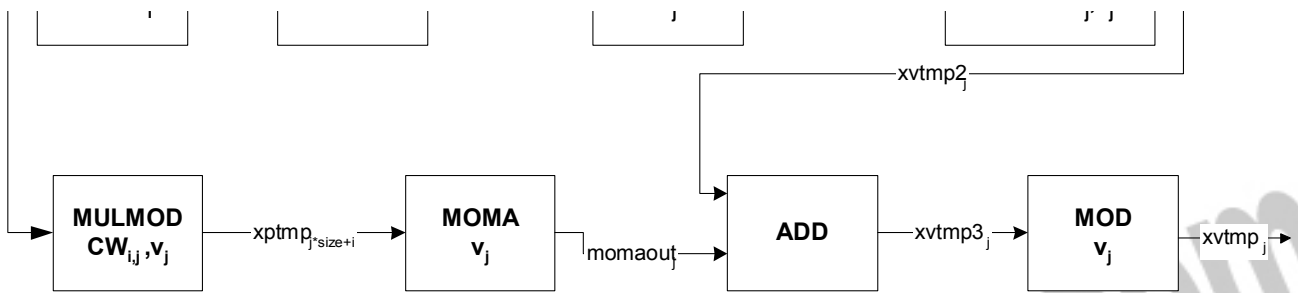 i
j
j, j
xvtmp2j
MULMOD
CWi,j ,vj
xptmpj*size+i
MOMA
vj
momaoutj
ADD
xvtmp3j
MOD
vj
xvtmpj